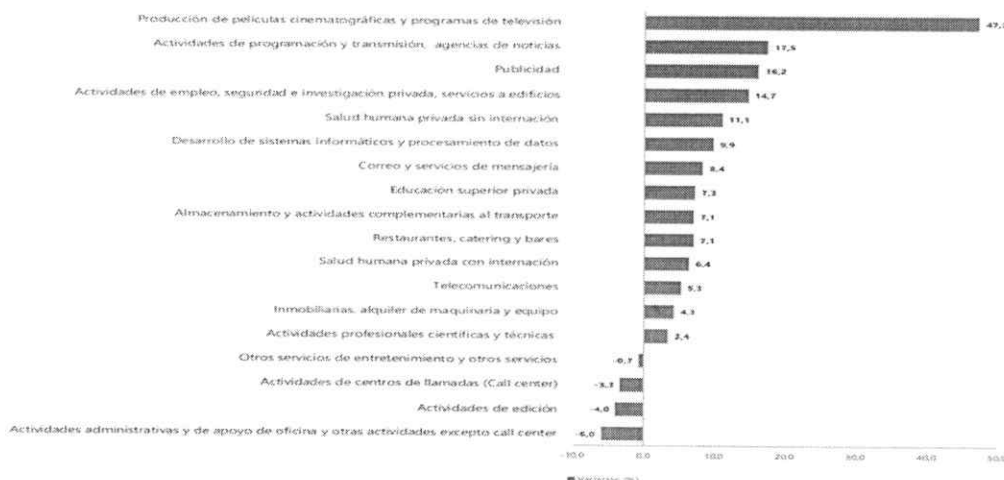 Producción de películas cinematográficas y programas de televisión
Actividades de programación y transmisión, agencias de noticias 17,5
Publicidad 16,2
Actividades de empleo, seguridad e investigación privada, servicios a edificios 14,7
Salud humana privada sin internación 11,1
Desarrollo de sistemas informáticos y procesamiento de datos 9,9
Correo y servicios de mensajería 8,4
Educación superior privada 7,3
Almacenamiento y actividades complementarias al transporte 7,1
Restaurantes, catering y bares 7,1
Salud humana privada con internación 6,4
Telecomunicaciones 5,3
Inmobiliarias, alquiler de maquinaria y equipo 4,3
Actividades profesionales científicas y técnicas 2,4
Otros servicios de entretenimiento y otros servicios -0,7
Actividades de centros de llamadas (Call center) -3,3
Actividades de edición -4,0
Actividades administrativas y de apoyo de oficina y otras actividades excepto call center -6,0
-10,0 0,0 10,0 20,0 30,0 40,0